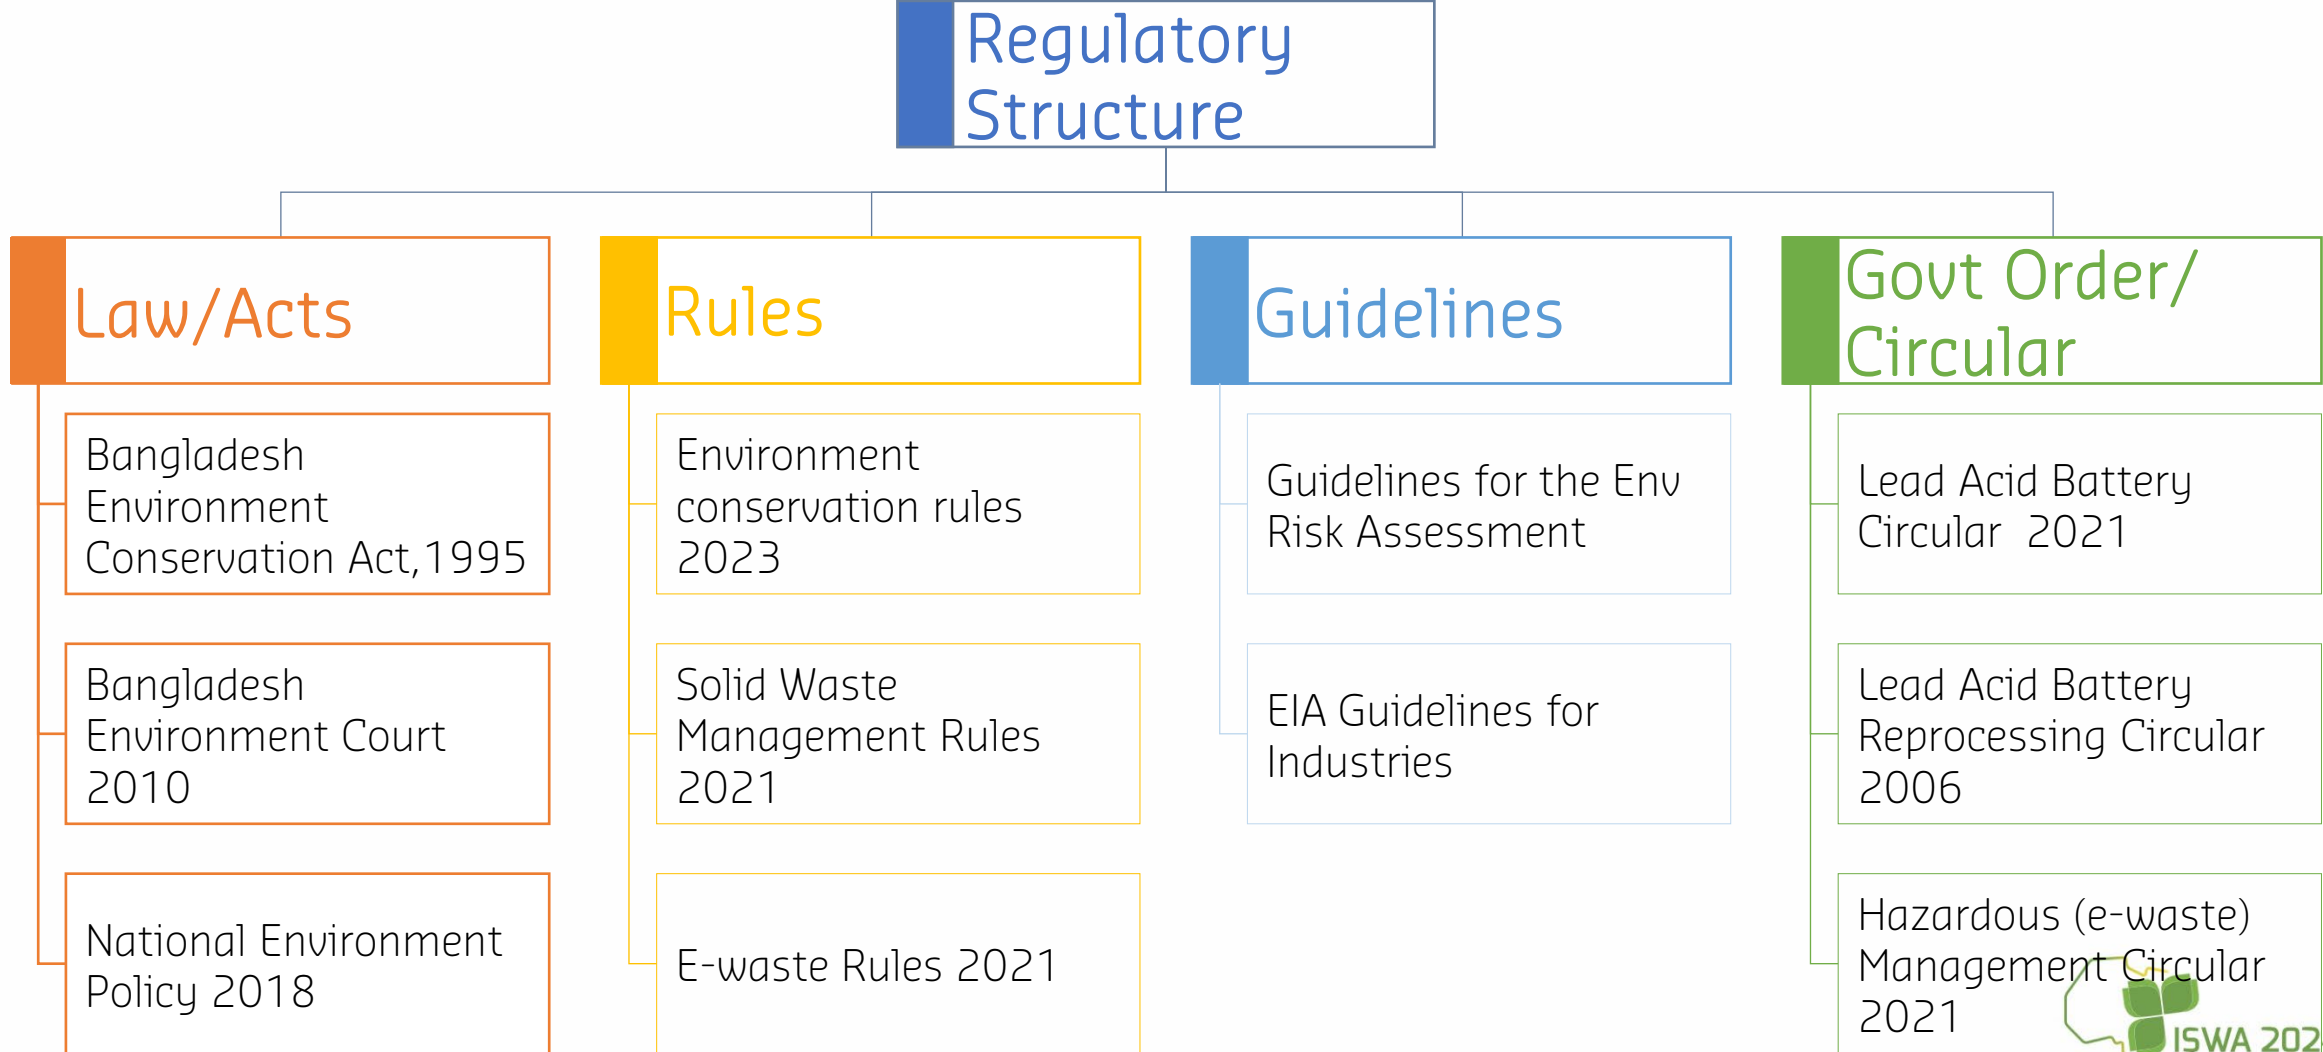 Regulatory
Structure
Law/Acts
Bangladesh
Environment
Conservation Act,1995
Bangladesh
Environment Court
2010
National Environment
Policy 2018
Rules
Environment
conservation rules
2023
Solid Waste
Management Rules
2021
E-waste Rules 2021
Guidelines
Guidelines for the Env
Risk Assessment
EIA Guidelines for
Industries
Govt Order/
Circular
Lead Acid Battery
Circular 2021
Lead Acid Battery
Reprocessing Circular
2006
Hazardous (e-waste)
Management Circular
2021
ISWA 202